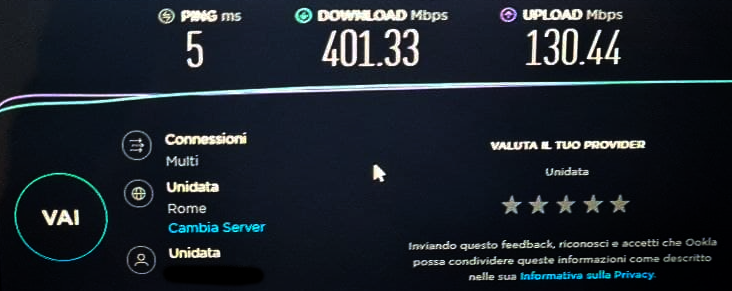 PING ms
DOWNLOAD Mbps
UPLOAD Mbps
5
401.33
130.44
Connessioni
Multi
Unidata
Rome
Cambia Server
Unidata
VAI
VALUTA IL TUO PROVIDER
Unidata
Inviando questo feedback, riconosci e accetti che Ookla
possa condividere queste informazioni come descritto
nelle sua Informativa sulla Privacy.